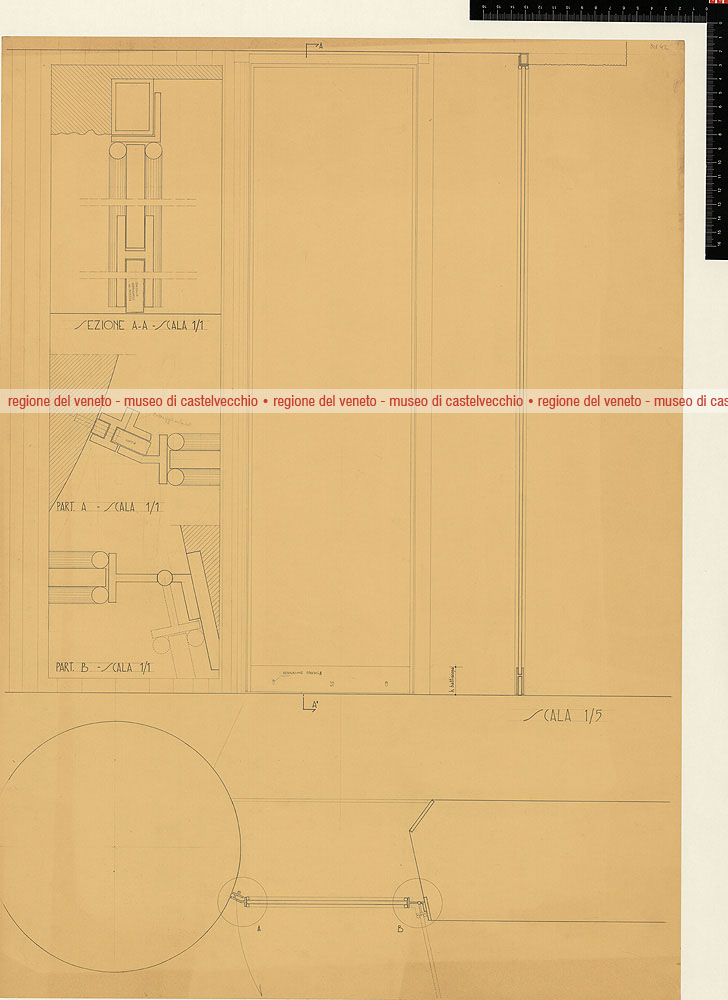 A
SEZIONE A-A - SCALA 1/1
regione del veneto - museo di castelvecchio • regione del veneto - museo di castelvecchio • regione del veneto - museo di cas
PART. A - SCALA 1/1
PART. B - SCALA 1/1
h. battiscopa
A'
SCALA 1/5
A
B